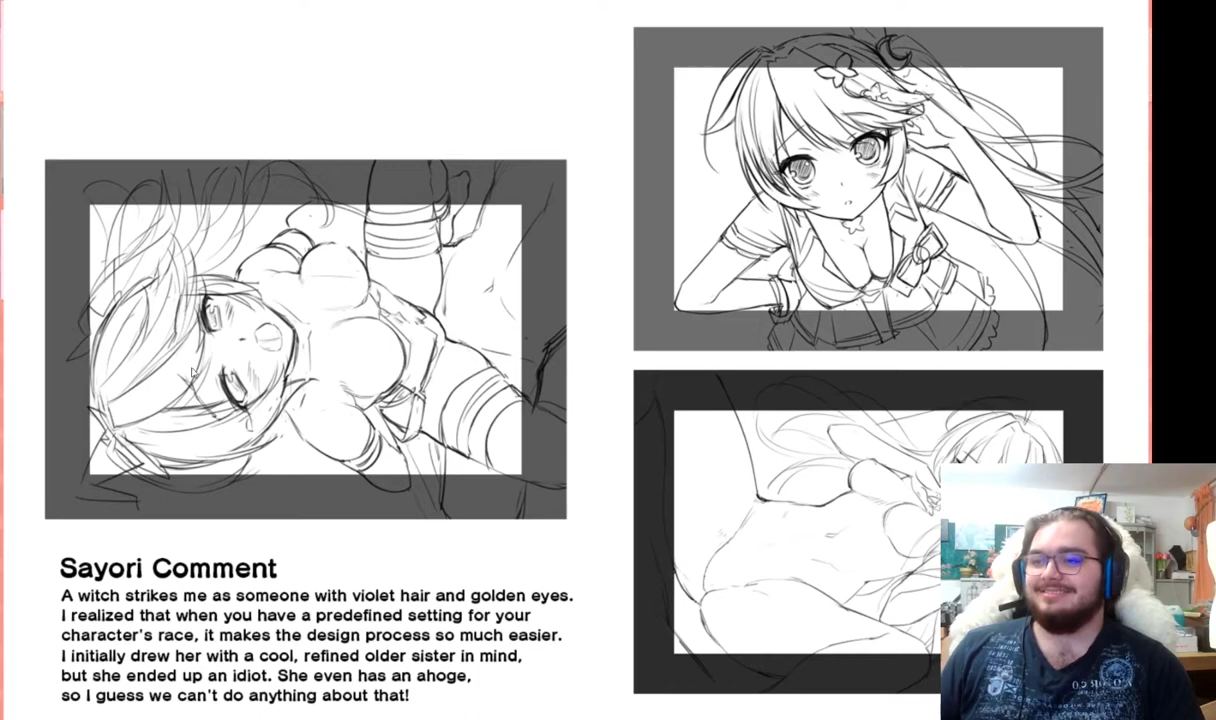 Sayori Comment
A witch strikes me as someone with violet hair and golden eyes.
I realized that when you have a predefined setting for your
character's race, it makes the design process so much easier.
I initially drew her with a cool, refined older sister in mind,
but she ended up an idiot. She even has an ahoge,
so I guess we can't do anything about that!